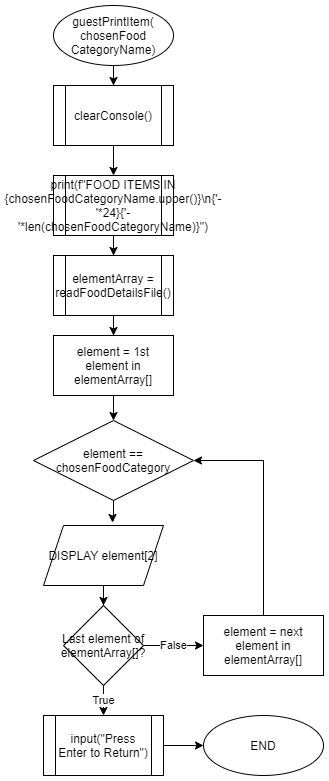 guestPrintItem(
chosenFood
CategoryName)
clearConsole()
print(f"FOOD ITEMS IN
{chosenFoodCategoryName.upper()}\n{'-
'*24}{'-
'*len(chosenFoodCategoryName)}")
elementArray =
readFoodDetailsFile()
element = 1st
element in
elementArray[]
element ==
chosenFoodCategory
DISPLAY element[2]
Last element of
elementArray[]?
False
element = next
element in
elementArray[]
True
input("Press
Enter to Return")
END